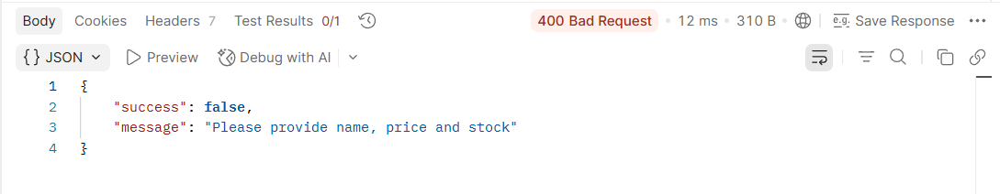 Body Cookies Headers 7 Test Results 0/1 400 Bad Request • 12 ms • 310 B e.g. Save Response
{} JSON Preview Debug with AI
1 {
2 "success": false,
3 "message": "Please provide name, price and stock"
4 }